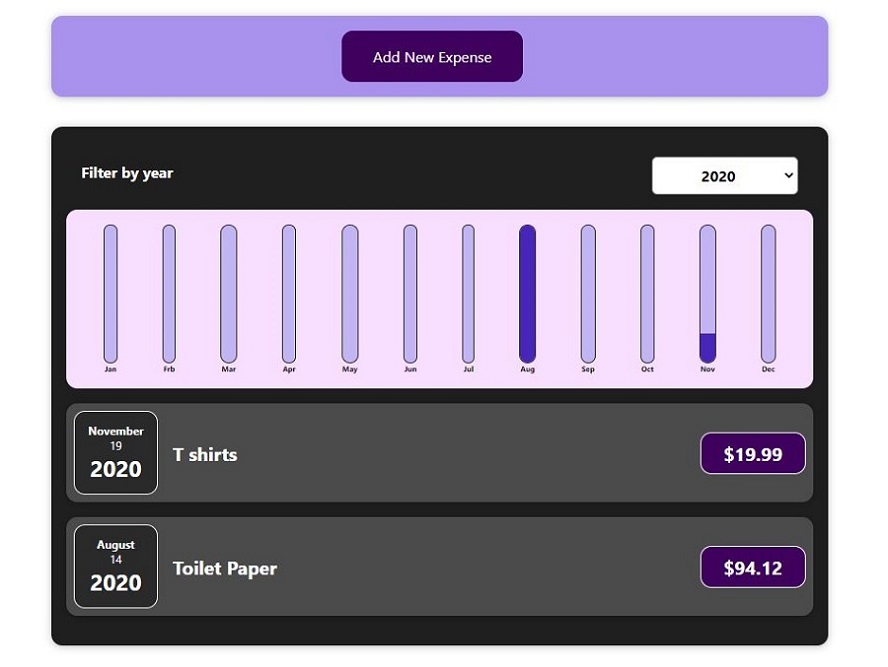 Add New Expense
Filter by year
2020
Jan Frb Mar Apr May Jun Jul Aug Sep Oct Nov Dec
November
19
2020
T shirts
$19.99
August
14
2020
Toilet Paper
$94.12